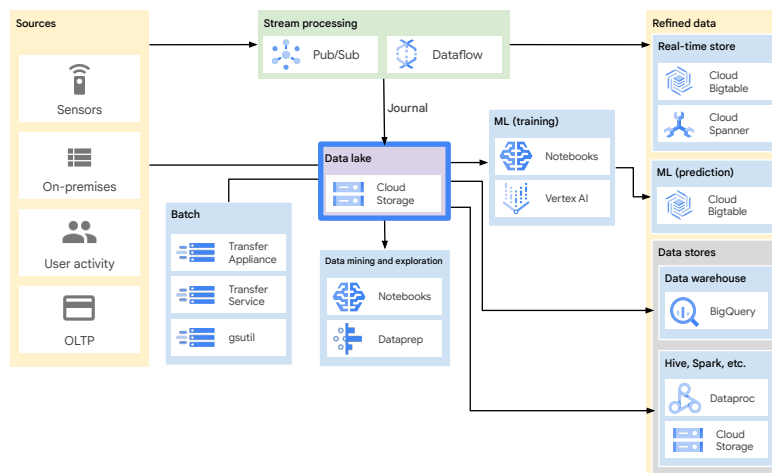 Sources
Sensors
On-premises
User activity
OLTP
Stream processing
Pub/Sub
Dataflow
Journal
Data lake
Cloud
Storage
Batch
Transfer
Appliance
Transfer
Service
gsutil
Data mining and exploration
Notebooks
Dataprep
ML (training)
Notebooks
Vertex AI
Refined data
Real-time store
Cloud
Bigtable
Cloud
Spanner
ML (prediction)
Cloud
Bigtable
Data stores
Data warehouse
BigQuery
Hive, Spark, etc.
Dataproc
Cloud
Storage